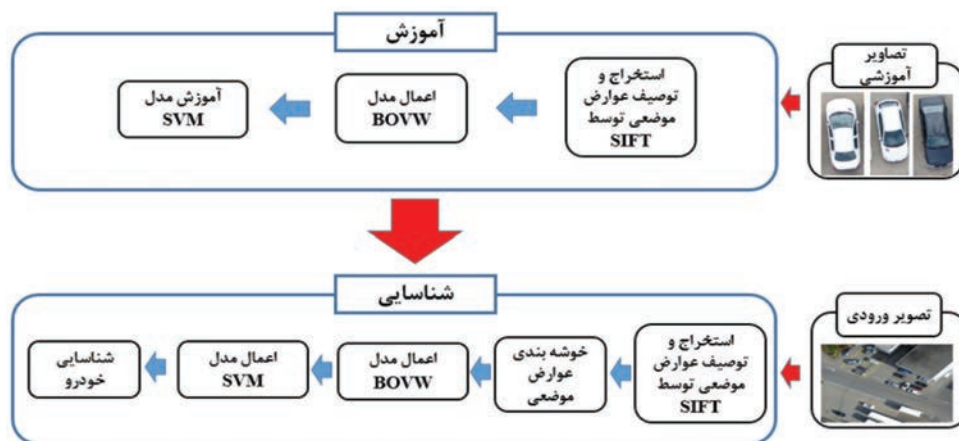 آموزش
تصاویر
آموزشی
استخراج و
توصیف عوارض
موضعی توسط
SIFT
اعمال مدل
BOVW
آموزش مدل
SVM
شناسایی
تصویر ورودی
استخراج و
توصیف عوارض
موضعی توسط
SIFT
خوشه بندی
عوارض
موضعی
اعمال مدل
BOVW
اعمال مدل
SVM
شناسایی
خودرو